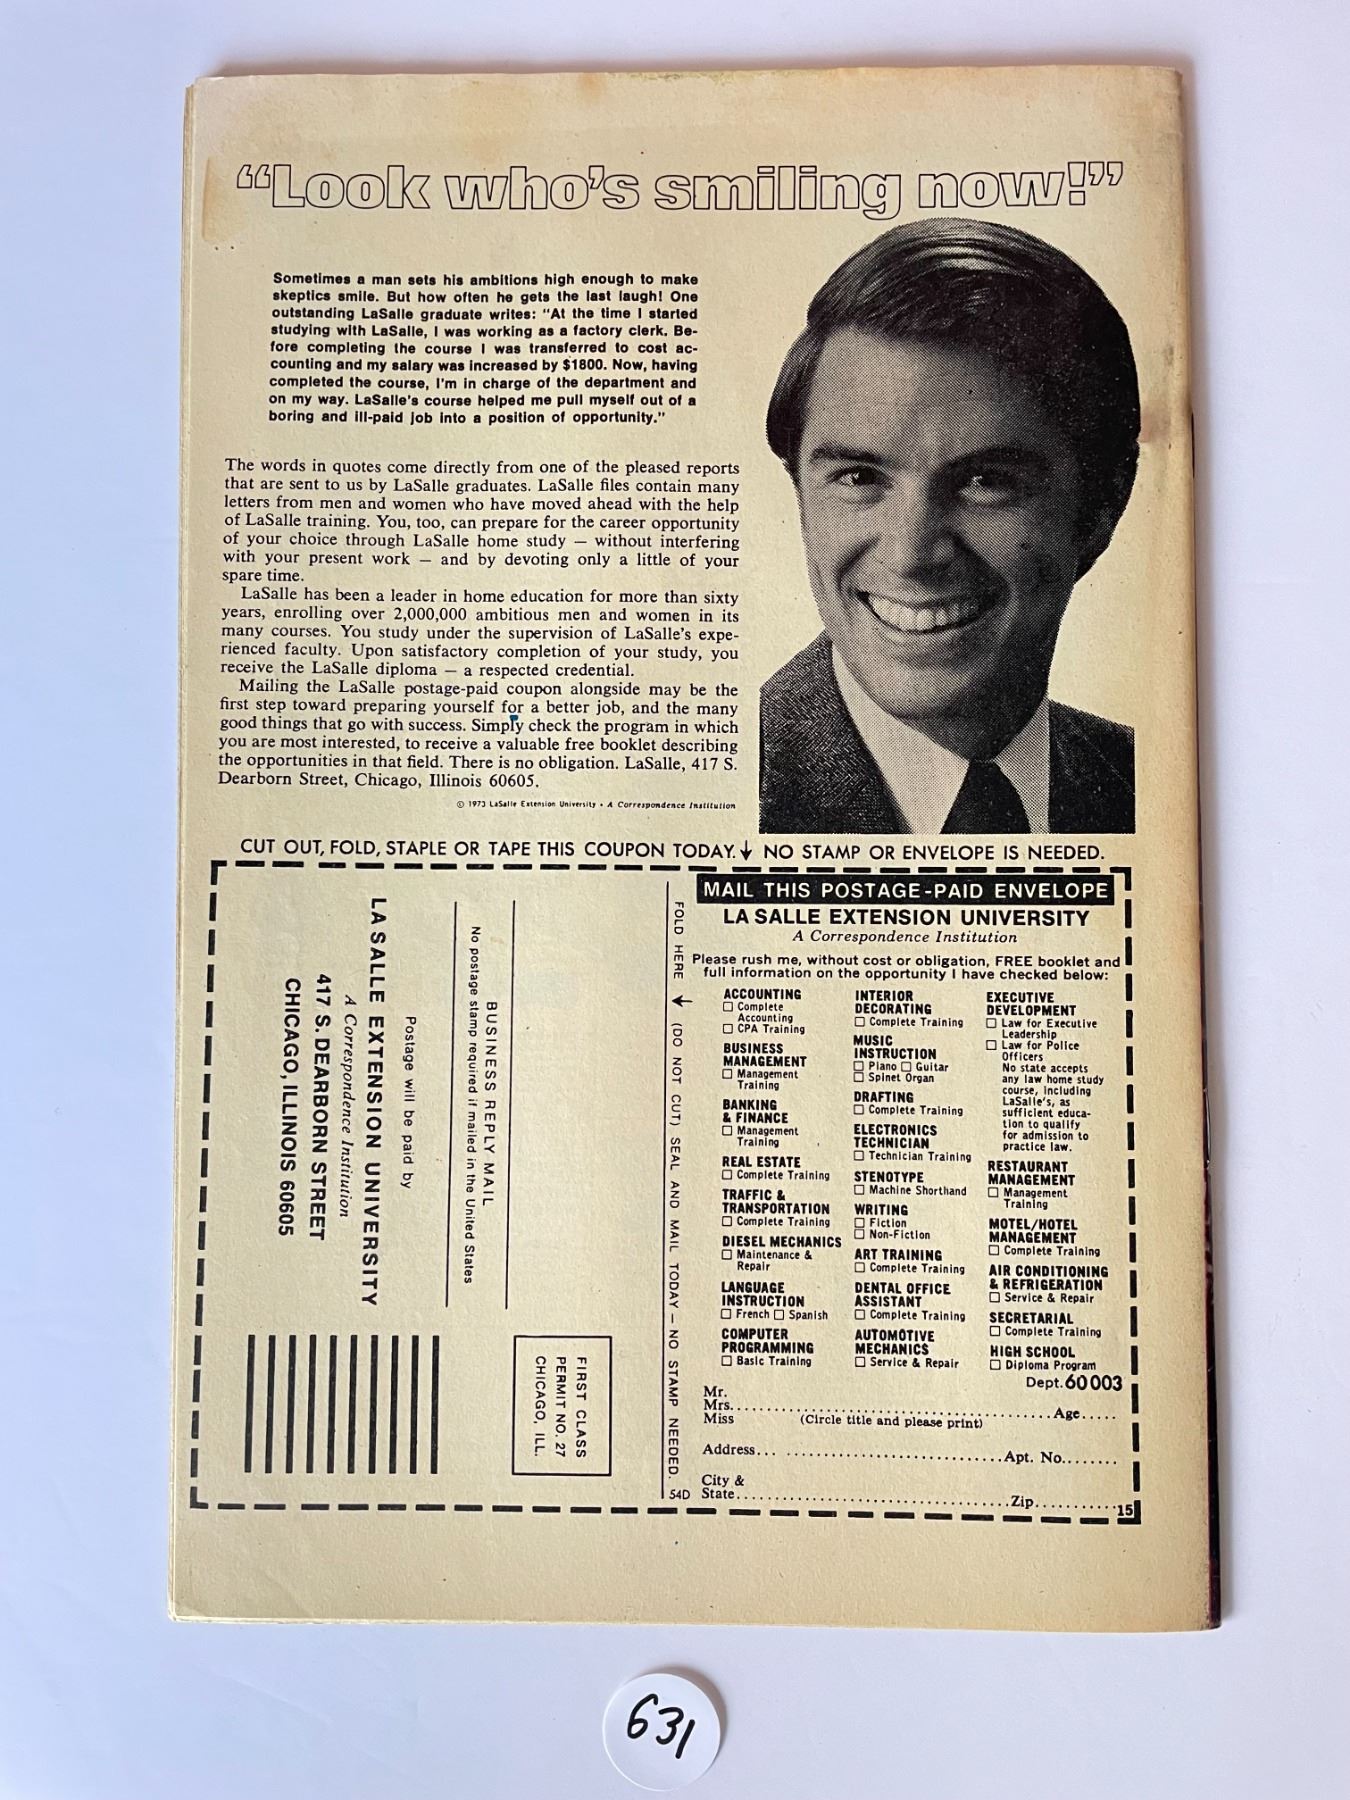 “Look who's smiling now!”
Sometimes a man sets his ambitions high enough to make
skeptics smile. But how often he gets the last laugh! One
outstanding LaSalle graduate writes: “At the time I started
studying with LaSalle, I was working as a factory clerk. Be-
fore completing the course I was transferred to cost ac-
counting and my salary was increased by $1800. Now, having
completed the course, I'm in charge of the department and
on my way. LaSalle's course helped me pull myself out of a
boring and ill-paid job into a position of opportunity.”
The words in quotes come directly from one of the pleased reports
that are sent to us by LaSalle graduates. LaSalle files contain many
letters from men and women who have moved ahead with the help
of LaSalle training. You, too, can prepare for the career opportunity
of your choice through LaSalle home study — without interfering
with your present work — and by devoting only a little of your
spare time.
LaSalle has been a leader in home education for more than sixty
years, enrolling over 2,000,000 ambitious men and women in its
many courses. You study under the supervision of LaSalle's expe-
rienced faculty. Upon satisfactory completion of your study, you
receive the LaSalle diploma — a respected credential.
Mailing the LaSalle postage-paid coupon alongside may be the
first step toward preparing yourself for a better job, and the many
good things that go with success. Simply check the program in which
you are most interested, to receive a valuable free booklet describing
the opportunities in that field. There is no obligation. LaSalle, 417 S.
Dearborn Street, Chicago, Illinois 60605.
© 1973 LaSalle Extension University • A Correspondence Institution
CUT OUT, FOLD, STAPLE OR TAPE THIS COUPON TODAY. ↓ NO STAMP OR ENVELOPE IS NEEDED.
FIRST CLASS
PERMIT NO. 27
CHICAGO, ILL.
BUSINESS REPLY MAIL
No postage stamp required if mailed in the United States
Postage will be paid by
LASALLE EXTENSION UNIVERSITY
A Correspondence Institution
417 S. DEARBORN STREET
CHICAGO, ILLINOIS 60605
FOLD HERE ↓ (DO NOT CUT) SEAL AND MAIL TODAY — NO STAMP NEEDED.
54D
MAIL THIS POSTAGE-PAID ENVELOPE
LA SALLE EXTENSION UNIVERSITY
A Correspondence Institution
Please rush me, without cost or obligation, FREE booklet and
full information on the opportunity I have checked below:
ACCOUNTING
☐ Complete
Accounting
☐ CPA Training
BUSINESS
MANAGEMENT
☐ Management
Training
BANKING
& FINANCE
☐ Management
Training
REAL ESTATE
☐ Complete Training
TRAFFIC &
TRANSPORTATION
☐ Complete Training
DIESEL MECHANICS
☐ Maintenance &
Repair
LANGUAGE
INSTRUCTION
☐ French ☐ Spanish
COMPUTER
PROGRAMMING
☐ Basic Training
INTERIOR
DECORATING
☐ Complete Training
MUSIC
INSTRUCTION
☐ Piano ☐ Guitar
☐ Spinet Organ
DRAFTING
☐ Complete Training
ELECTRONICS
TECHNICIAN
☐ Technician Training
STENOTYPE
☐ Machine Shorthand
WRITING
☐ Fiction
☐ Non-Fiction
ART TRAINING
☐ Complete Training
DENTAL OFFICE
ASSISTANT
☐ Complete Training
AUTOMOTIVE
MECHANICS
☐ Service & Repair
EXECUTIVE
DEVELOPMENT
☐ Law for Executive
Leadership
☐ Law for Police
Officers
No state accepts
any law home study
course, including
LaSalle's, as
sufficient educa-
tion to qualify
for admission to
practice law.
RESTAURANT
MANAGEMENT
☐ Management
Training
MOTEL/HOTEL
MANAGEMENT
☐ Complete Training
AIR CONDITIONING
& REFRIGERATION
☐ Service & Repair
SECRETARIAL
☐ Complete Training
HIGH SCHOOL
☐ Diploma Program
Dept. 60 003
Mr.
Mrs. Age
Miss (Circle title and please print)
Address Apt. No.
City &
State Zip
15
631